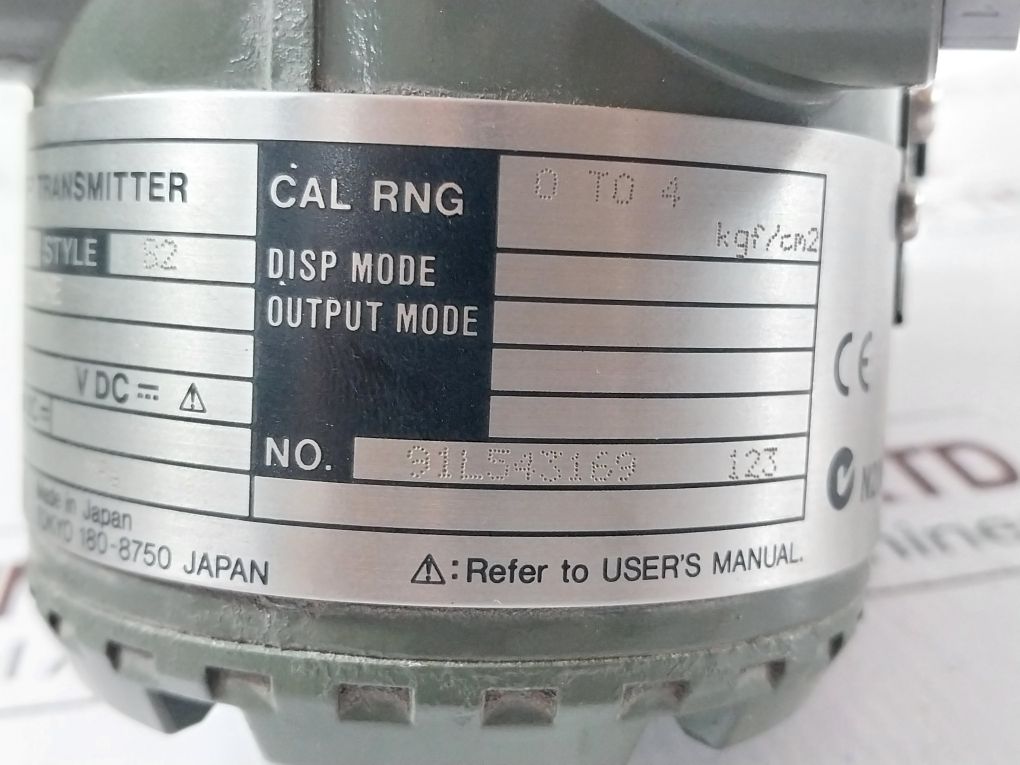 TRANSMITTER
STYLE S2
V DC ⎓ ⚠
Made in Japan
TOKYO 180-8750 JAPAN
CAL RNG 0 TO 4
kgf/cm2
DISP MODE
OUTPUT MODE
NO. 91L543169 123
⚠: Refer to USER'S MANUAL.
CE